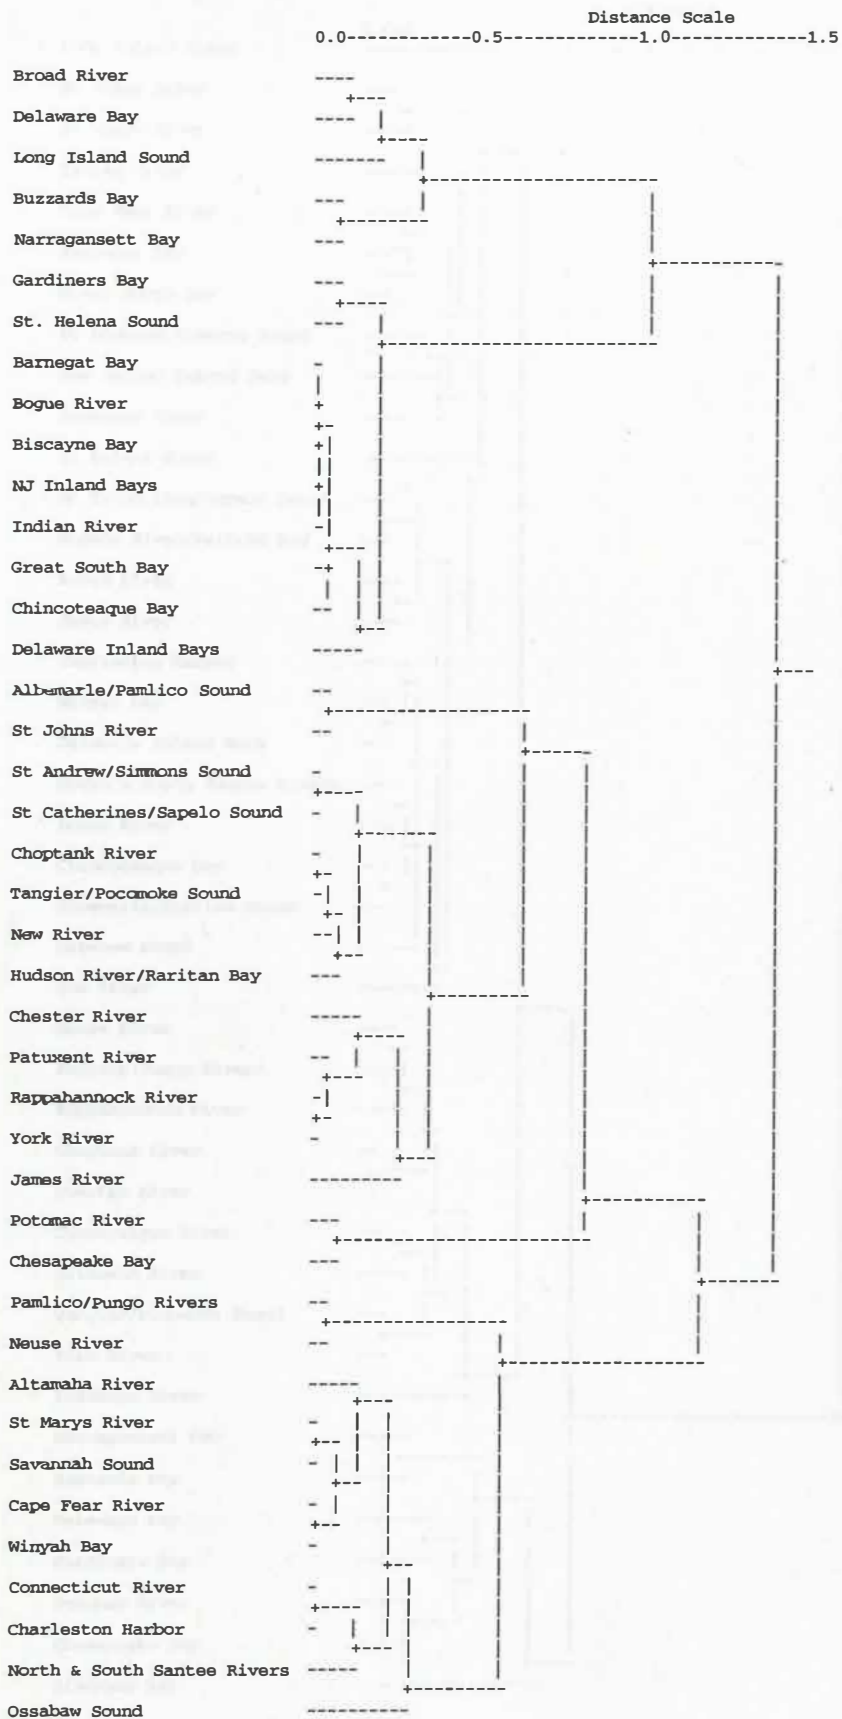 Distance Scale
0.0--------------0.5--------------1.0--------------1.5
Broad River
Delaware Bay
Long Island Sound
Buzzards Bay
Narragansett Bay
Gardiners Bay
St. Helena Sound
Barnegat Bay
Bogue River
Biscayne Bay
NJ Inland Bays
Indian River
Great South Bay
Chincoteaque Bay
Delaware Inland Bays
Albemarle/Pamlico Sound
St Johns River
St Andrew/Simmons Sound
St Catherines/Sapelo Sound
Choptank River
Tangier/Pocomoke Sound
New River
Hudson River/Raritan Bay
Chester River
Patuxent River
Rappahannock River
York River
James River
Potomac River
Chesapeake Bay
Pamlico/Pungo Rivers
Neuse River
Altamaha River
St Marys River
Savannah Sound
Cape Fear River
Winyah Bay
Connecticut River
Charleston Harbor
North & South Santee Rivers
Ossabaw Sound